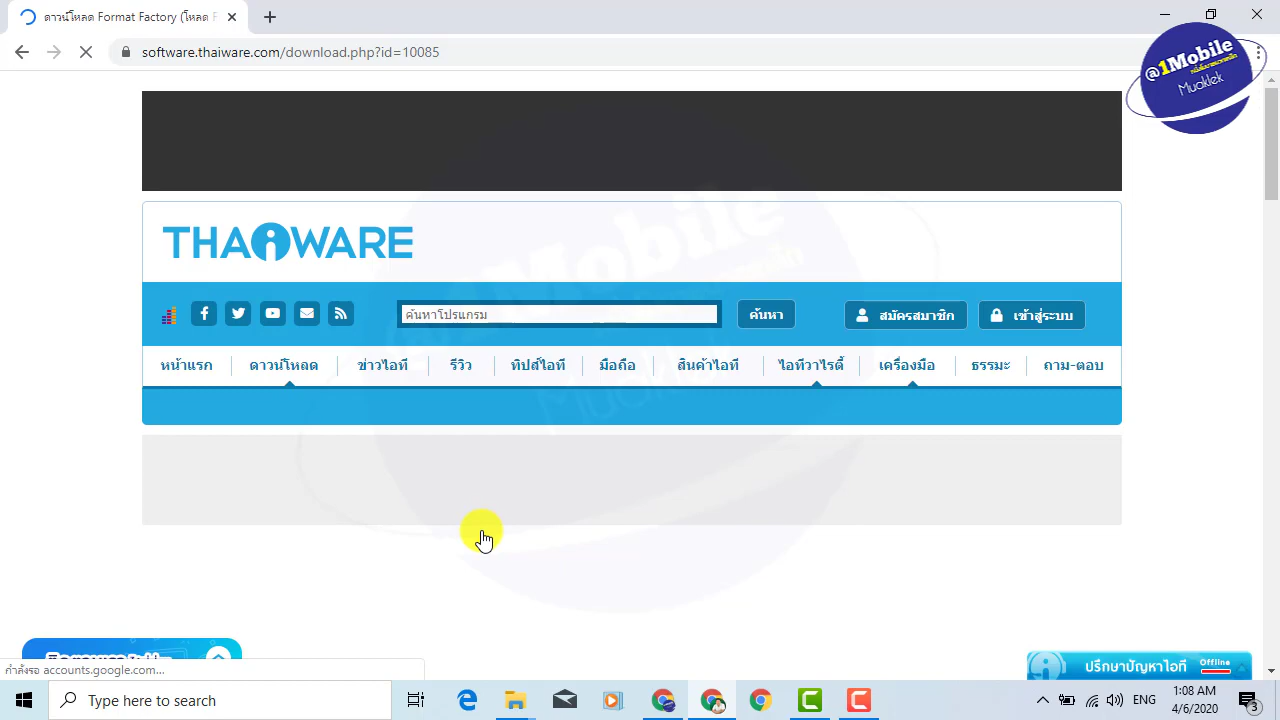 ดาวน์โหลด Format Factory (โหลด F
software.thaiware.com/download.php?id=10085
@1Mobile
Muaklek
THAiWARE
ค้นหาโปรแกรม
ค้นหา
สมัครสมาชิก
เข้าสู่ระบบ
หน้าแรก
ดาวน์โหลด
ข่าวไอที
รีวิว
ทิปส์ไอที
มือถือ
สินค้าไอที
ไอทีวาไรตี้
เครื่องมือ
ธรรมะ
ถาม-ตอบ
@1Mobile
Muaklek
กำลังรอ accounts.google.com...
ปรึกษาปัญหาไอที
Offline
Type here to search
ENG
1:08 AM
4/6/2020
3